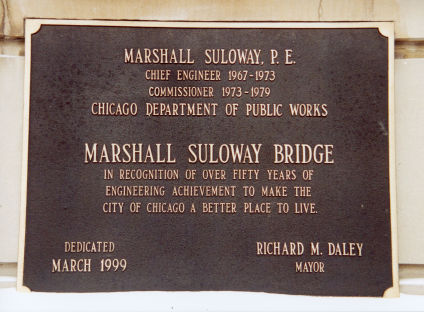 MARSHALL SULOWAY, P. E.
CHIEF ENGINEER 1967-1973
COMMISSIONER 1973-1979
CHICAGO DEPARTMENT OF PUBLIC WORKS
MARSHALL SULOWAY BRIDGE
IN RECOGNITION OF OVER FIFTY YEARS OF
ENGINEERING ACHIEVEMENT TO MAKE THE
CITY OF CHICAGO A BETTER PLACE TO LIVE.
DEDICATED
MARCH 1999
RICHARD M. DALEY
MAYOR